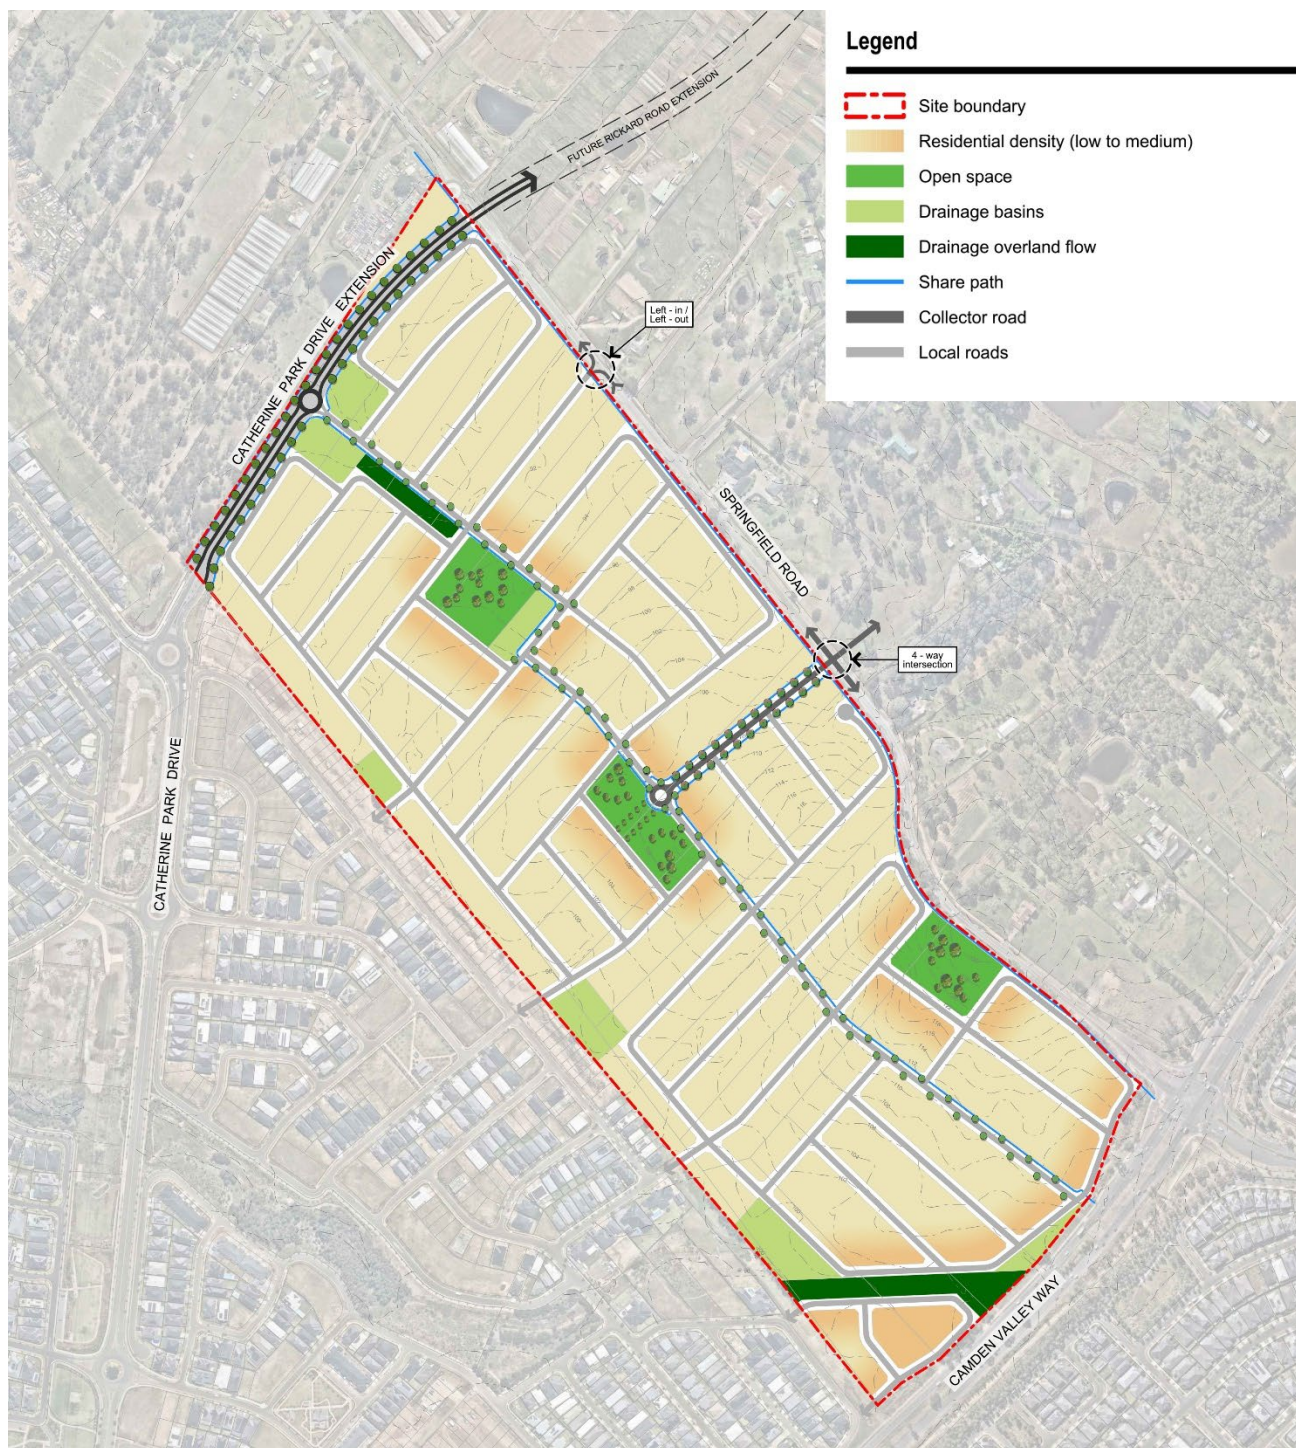 Legend
Site boundary
Residential density (low to medium)
Open space
Drainage basins
Drainage overland flow
Share path
Collector road
Local roads
FUTURE RICKARD ROAD EXTENSION
CATHERINE PARK DRIVE EXTENSION
Left - in /
Left - out
SPRINGFIELD ROAD
4 - way
intersection
CATHERINE PARK DRIVE
CAMDEN VALLEY WAY